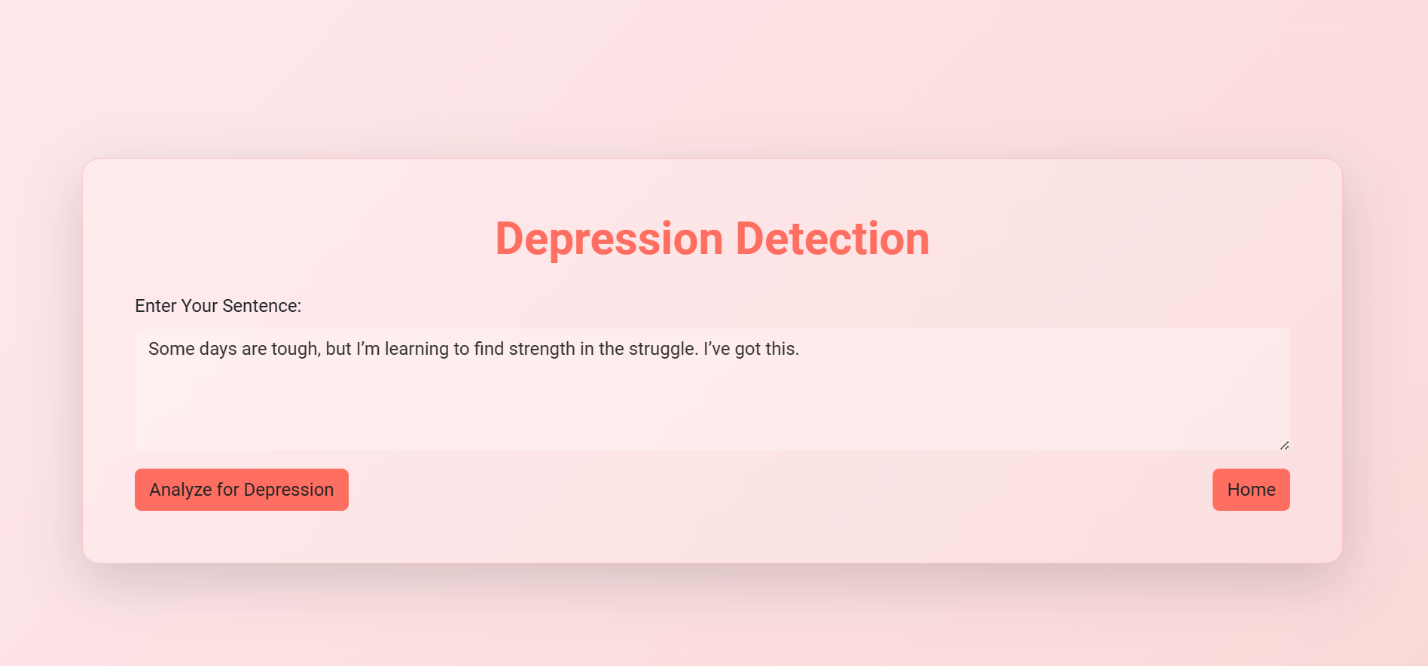 Depression Detection
Enter Your Sentence:
Some days are tough, but I’m learning to find strength in the struggle. I’ve got this.
Analyze for Depression
Home